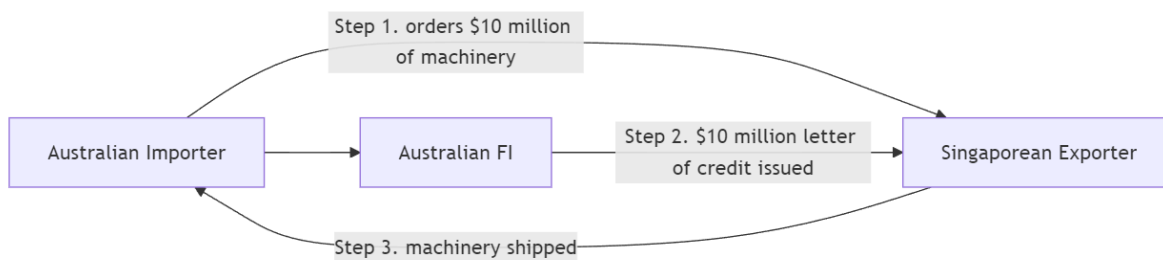 Step 1. orders $10 million
of machinery
Australian Importer
Australian FI
Step 2. $10 million letter
of credit issued
Singaporean Exporter
Step 3. machinery shipped